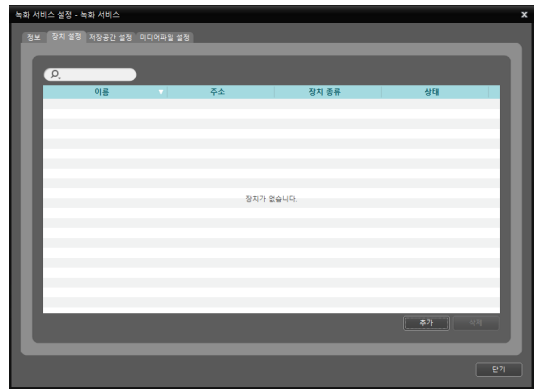 녹화 서비스 설정 - 녹화 서비스 x
정보 장치 설정 저장공간 설정 미디어파일 설정
이름 주소 장치 종류 상태
장치가 없습니다.
추가 삭제
닫기